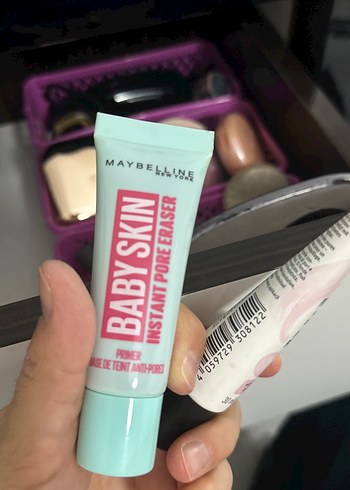 MAYBELLINE
NEW YORK
BABY SKIN
INSTANT PORE ERASER
PRIMER
BASE DE TEINT ANTI-PORES
4 059729 308122